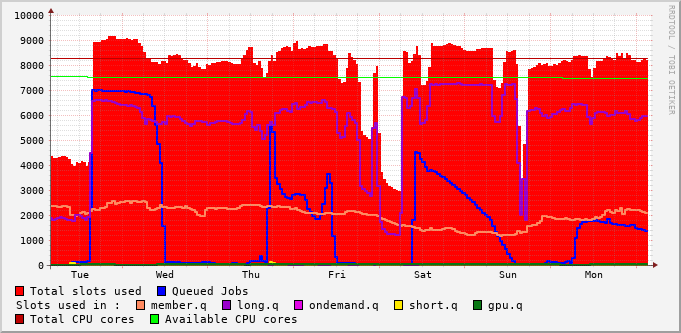 10000
9000
8000
7000
6000
5000
4000
3000
2000
1000
0
Tue Wed Thu Fri Sat Sun Mon
RRDTOOL / TOBI OETIKER
Total slots used Queued Jobs
Slots used in : member.q long.q ondemand.q short.q gpu.q
Total CPU cores Available CPU cores